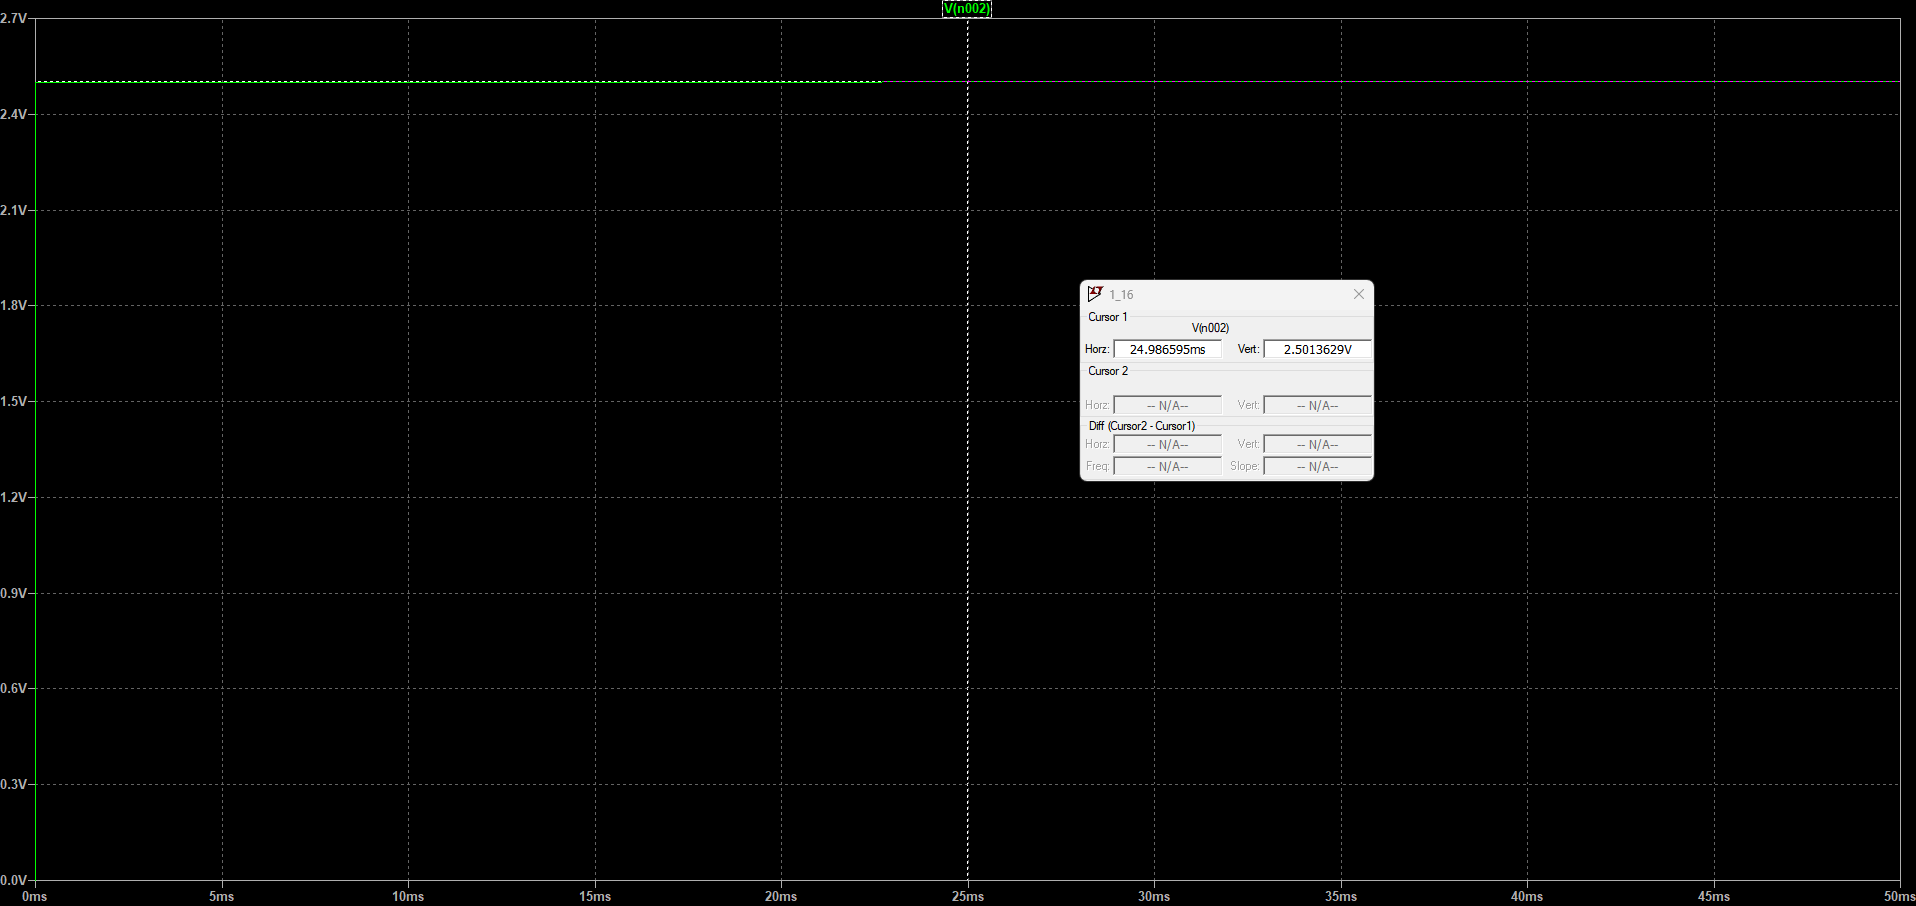 V(n002)
2.7V
2.4V
2.1V
1.8V
1.5V
1.2V
0.9V
0.6V
0.3V
0.0V
0ms 5ms 10ms 15ms 20ms 25ms 30ms 35ms 40ms 45ms 50ms
1_16
Cursor 1
V(n002)
Horz: 24.986595ms Vert: 2.5013629V
Cursor 2
Horz: -- N/A-- Vert: -- N/A--
Diff (Cursor2 - Cursor1)
Horz: -- N/A-- Vert: -- N/A--
Freq: -- N/A-- Slope: -- N/A--